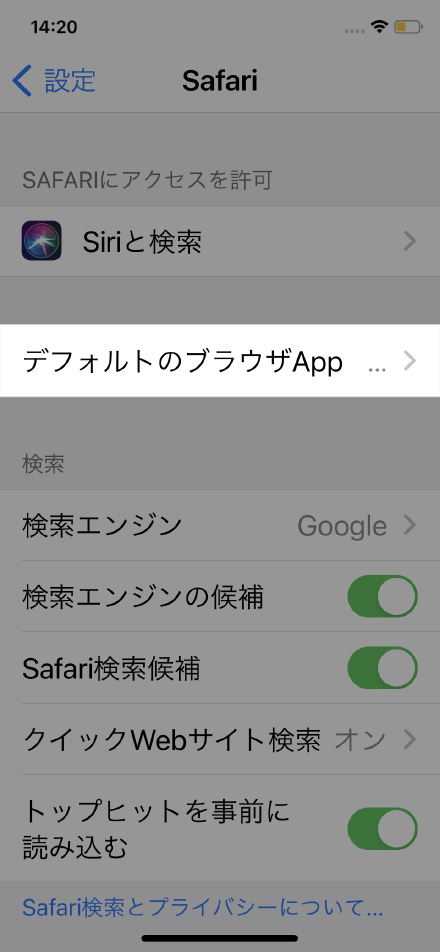 14:20
設定
Safari
SAFARIにアクセスを許可
Siriと検索
デフォルトのブラウザApp ...
検索
検索エンジン Google
検索エンジンの候補
Safari検索候補
クイックWebサイト検索 オン
トップヒットを事前に
読み込む
Safari検索とプライバシーについて...